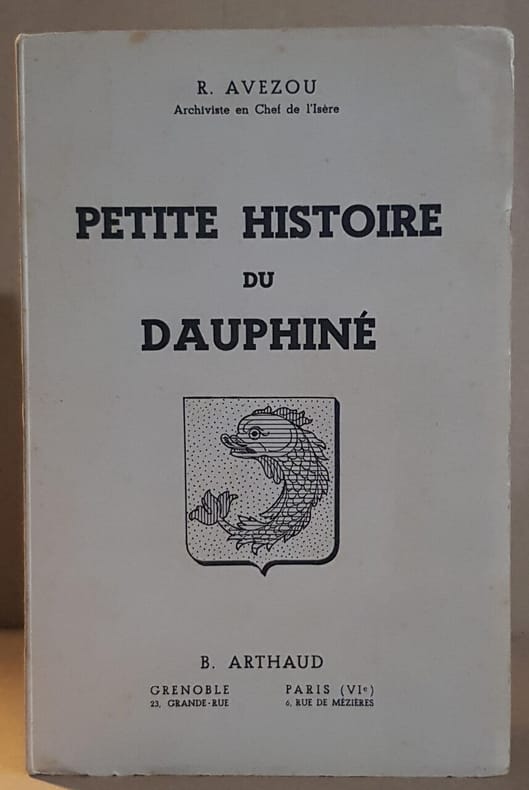 R. AVEZOU
Archiviste en Chef de l'Isère
PETITE HISTOIRE
DU
DAUPHINÉ
B. ARTHAUD
GRENOBLE
23, GRANDE-RUE
PARIS (VIe)
6, RUE DE MÉZIÈRES